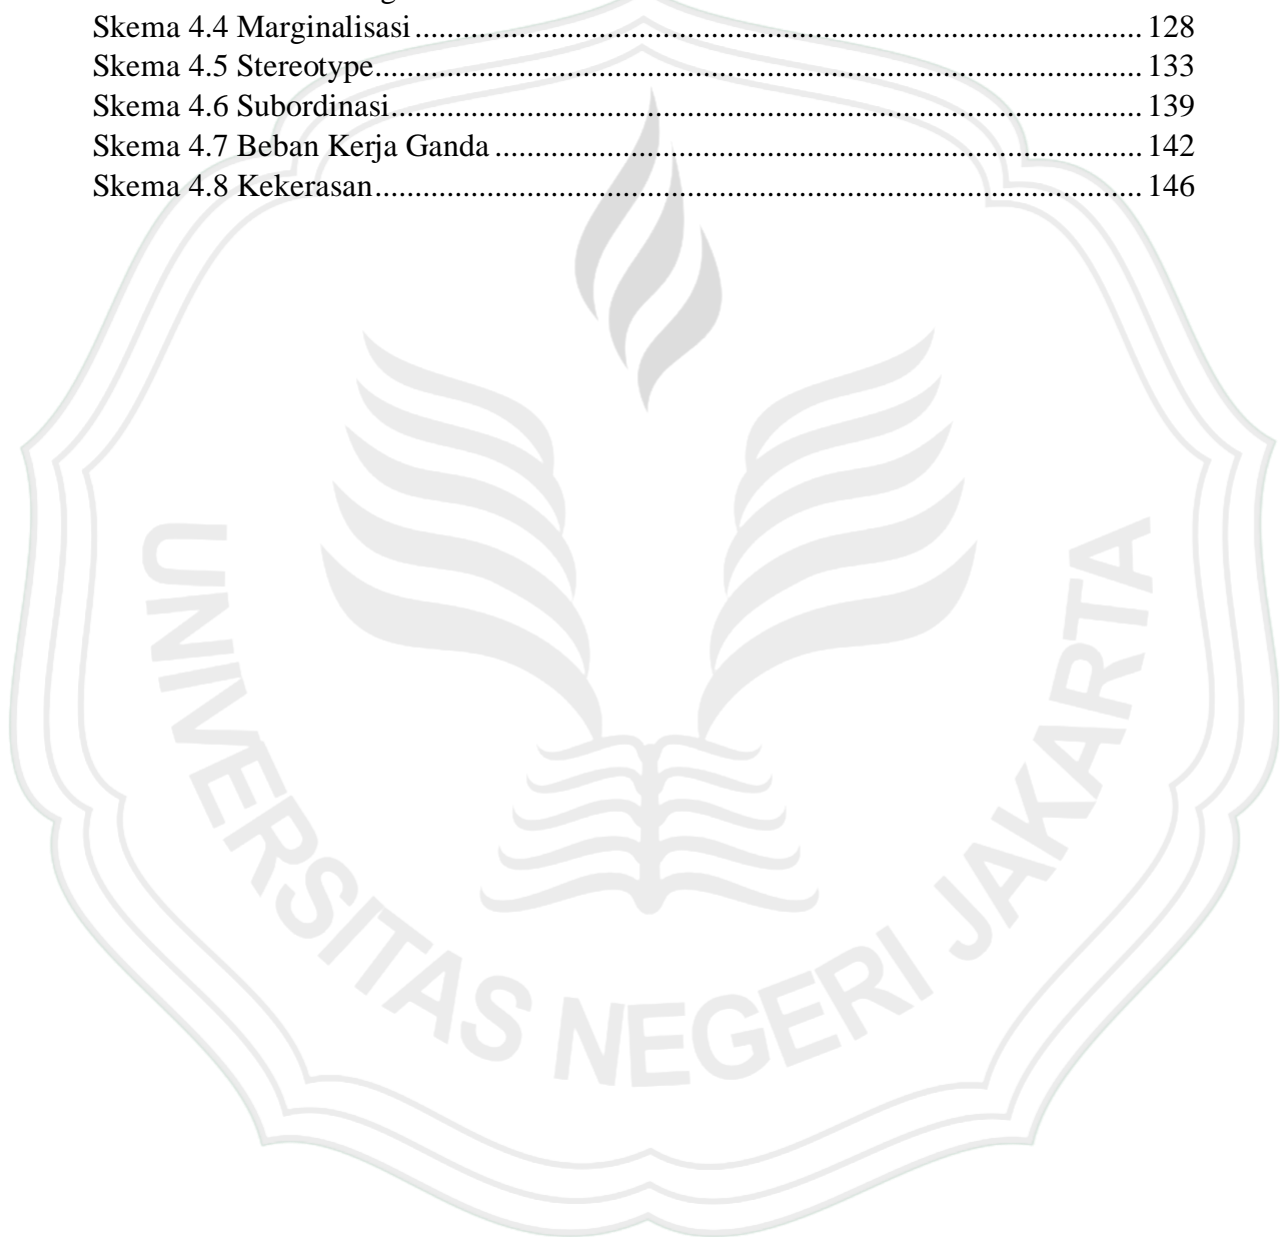 Skema 4.4 Marginalisasi ........................................................................................... 128
Skema 4.5 Stereotype................................................................................................ 133
Skema 4.6 Subordinasi.............................................................................................. 139
Skema 4.7 Beban Kerja Ganda ................................................................................. 142
Skema 4.8 Kekerasan................................................................................................ 146
UNIVERSITAS NEGERI JAKARTA